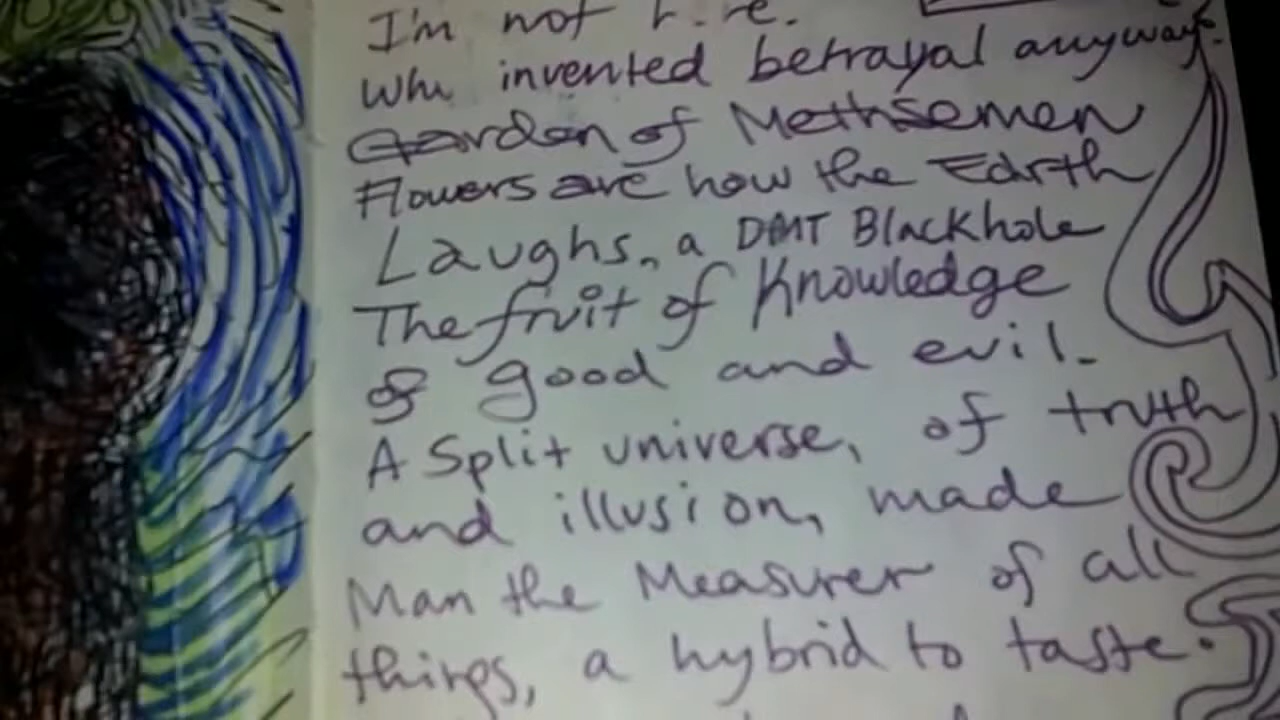 I'm not
Who invented betrayal anyway?
Garden of Methsemen
Flowers are how the Earth
Laughs, a DMT Blackhole
The fruit of Knowledge
of good and evil.
A Split universe, of truth
and illusion, made
Man the Measurer of all
things, a hybrid to taste.